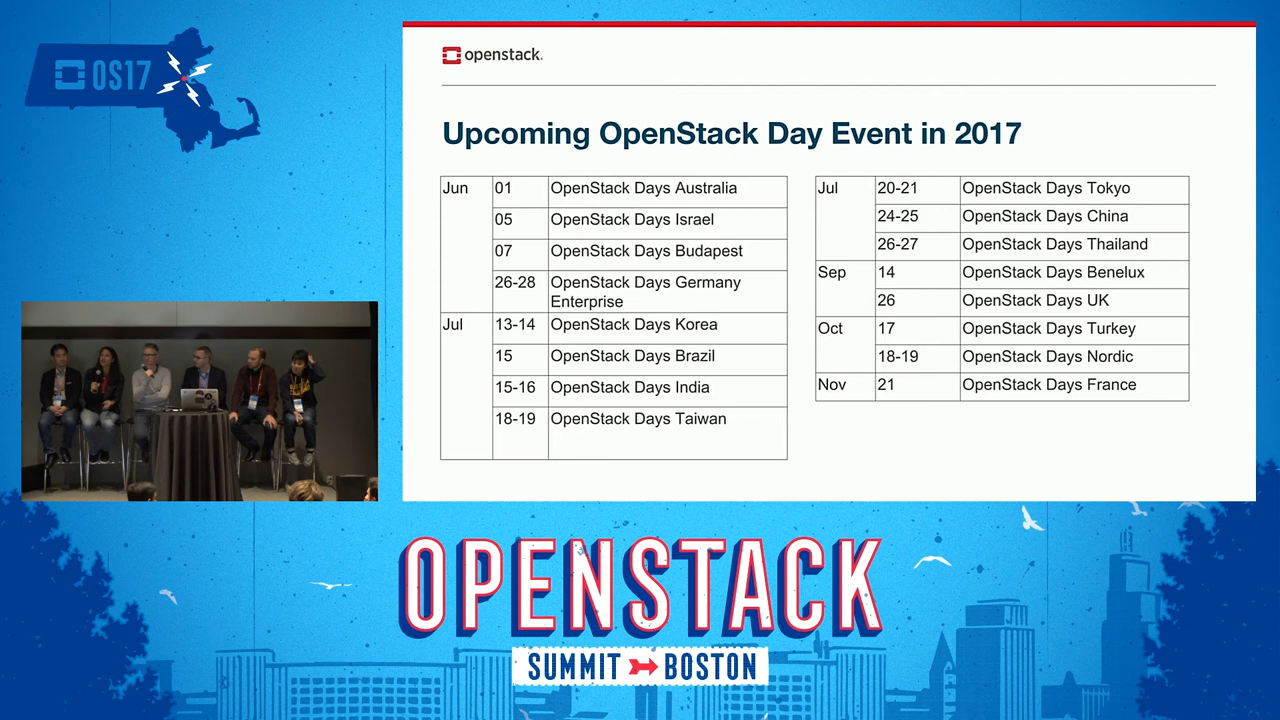 OS17
openstack.
Upcoming OpenStack Day Event in 2017
Jun 01 OpenStack Days Australia
05 OpenStack Days Israel
07 OpenStack Days Budapest
26-28 OpenStack Days Germany
Enterprise
Jul 13-14 OpenStack Days Korea
15 OpenStack Days Brazil
15-16 OpenStack Days India
18-19 OpenStack Days Taiwan
Jul 20-21 OpenStack Days Tokyo
24-25 OpenStack Days China
26-27 OpenStack Days Thailand
Sep 14 OpenStack Days Benelux
26 OpenStack Days UK
Oct 17 OpenStack Days Turkey
18-19 OpenStack Days Nordic
Nov 21 OpenStack Days France
OPENSTACK
SUMMIT BOSTON